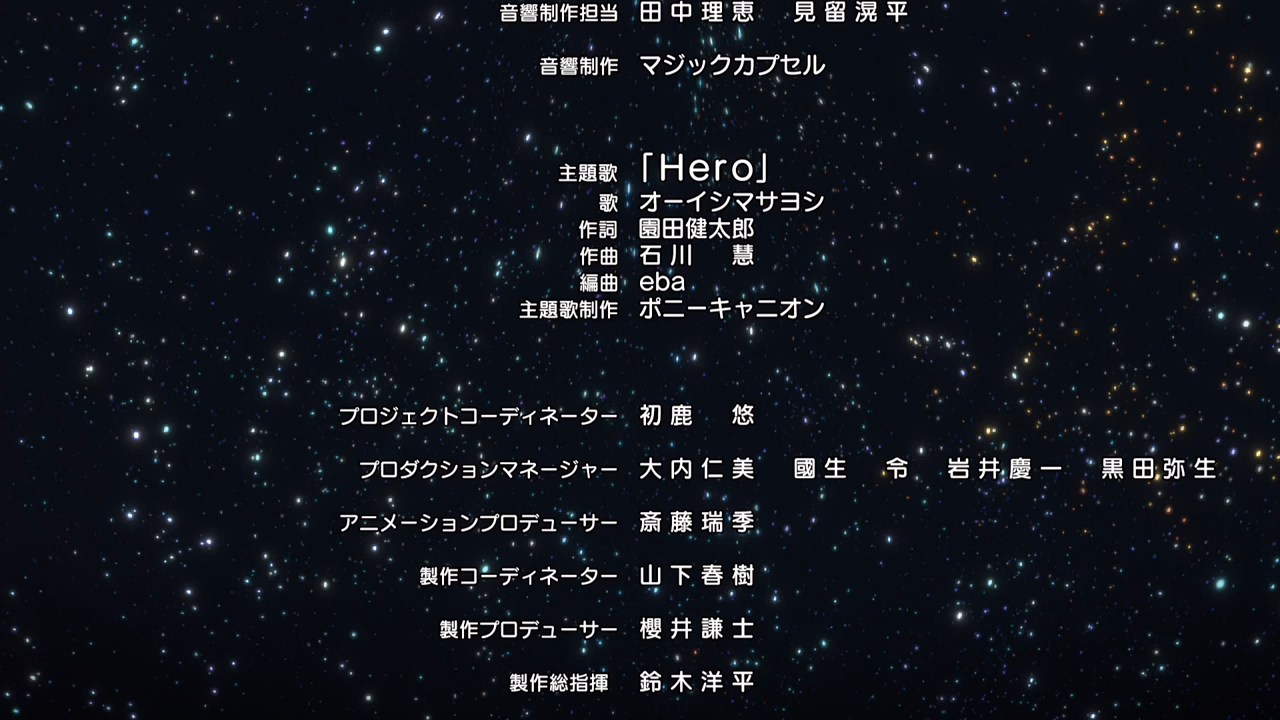 音響制作担当 田中理恵 見留滉平
音響制作 マジックカプセル
主題歌 「Hero」
歌 オーイシマサヨシ
作詞 園田健太郎
作曲 石川 慧
編曲 eba
主題歌制作 ポニーキャニオン
プロジェクトコーディネーター 初鹿 悠
プロダクションマネージャー 大内仁美 國生 令 岩井慶一 黒田弥生
アニメーションプロデューサー 斎藤瑞季
製作コーディネーター 山下春樹
製作プロデューサー 櫻井謙士
製作総指揮 鈴木洋平